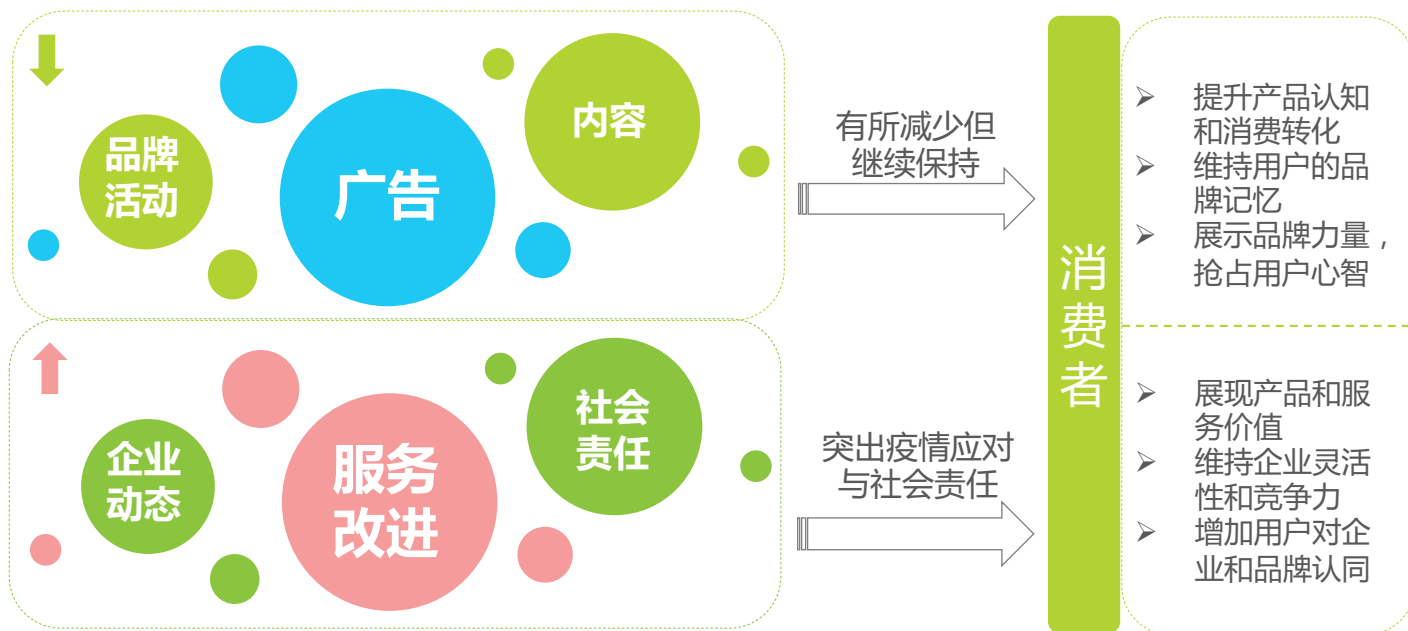 品牌
活动
广告
内容
有所减少但
继续保持
企业
动态
服务
改进
社会
责任
突出疫情应对
与社会责任
消费者
➢ 提升产品认知
和消费转化
➢ 维持用户的品
牌记忆
➢ 展示品牌力量，
抢占用户心智
➢ 展现产品和服
务价值
➢ 维持企业灵活
性和竞争力
➢ 增加用户对企
业和品牌认同